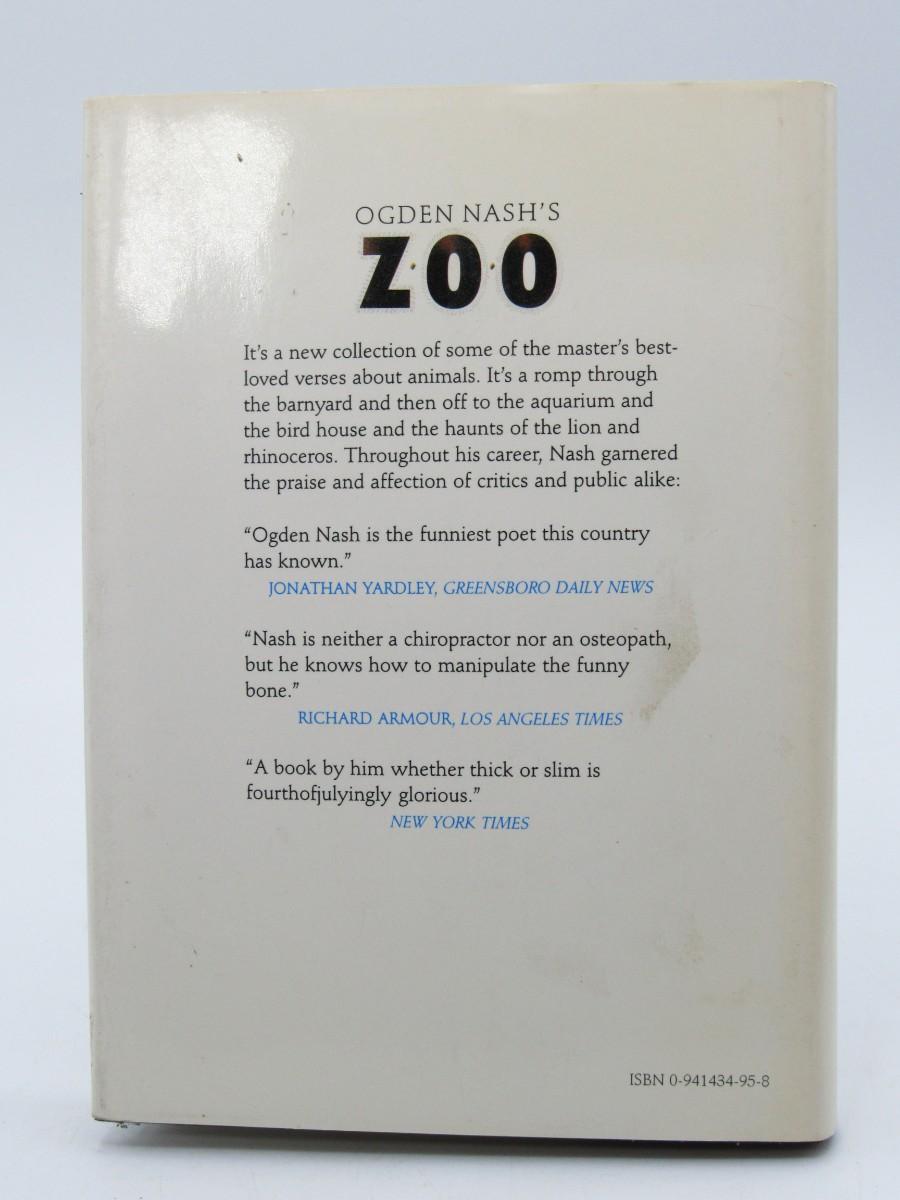 OGDEN NASH'S
Z·O·O
It's a new collection of some of the master's best-
loved verses about animals. It's a romp through
the barnyard and then off to the aquarium and
the bird house and the haunts of the lion and
rhinoceros. Throughout his career, Nash garnered
the praise and affection of critics and public alike:
“Ogden Nash is the funniest poet this country
has known.”
JONATHAN YARDLEY, GREENSBORO DAILY NEWS
“Nash is neither a chiropractor nor an osteopath,
but he knows how to manipulate the funny
bone.”
RICHARD ARMOUR, LOS ANGELES TIMES
“A book by him whether thick or slim is
fourthofjulyingly glorious.”
NEW YORK TIMES
ISBN 0-941434-95-8